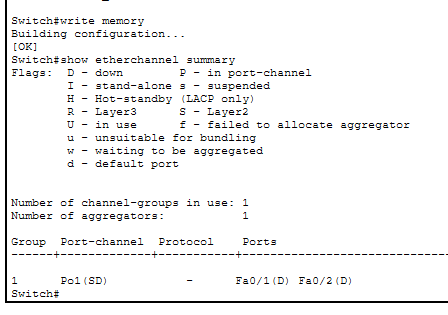 Switch#write memory
Building configuration...
[OK]
Switch#show etherchannel summary
Flags:  D - down        P - in port-channel
        I - stand-alone s - suspended
        H - Hot-standby (LACP only)
        R - Layer3      S - Layer2
        U - in use      f - failed to allocate aggregator
        u - unsuitable for bundling
        w - waiting to be aggregated
        d - default port
Number of channel-groups in use: 1
Number of aggregators:           1
Group  Port-channel  Protocol    Ports
------+-------------+-----------+------------------------------
1      Po1(SD)           -      Fa0/1(D) Fa0/2(D)
Switch#